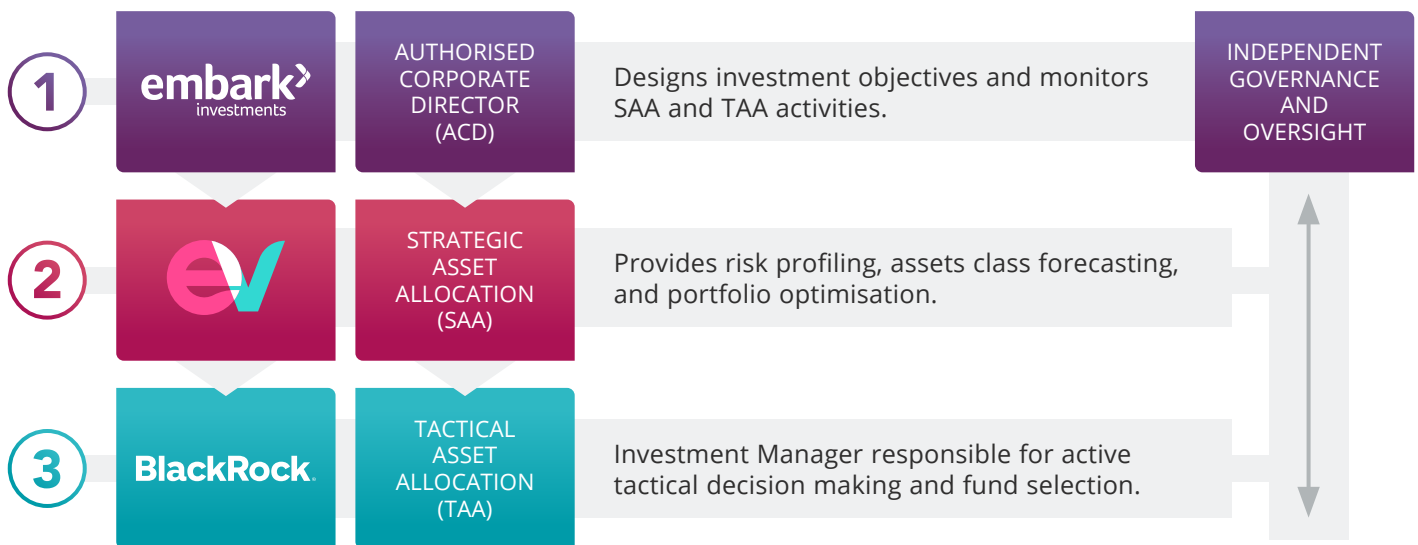 1
embark
investments
AUTHORISED
CORPORATE
DIRECTOR
(ACD)
Designs investment objectives and monitors
SAA and TAA activities.
INDEPENDENT
GOVERNANCE
AND
OVERSIGHT
2
ev
STRATEGIC
ASSET
ALLOCATION
(SAA)
Provides risk profiling, assets class forecasting,
and portfolio optimisation.
3
BlackRock.
TACTICAL
ASSET
ALLOCATION
(TAA)
Investment Manager responsible for active
tactical decision making and fund selection.